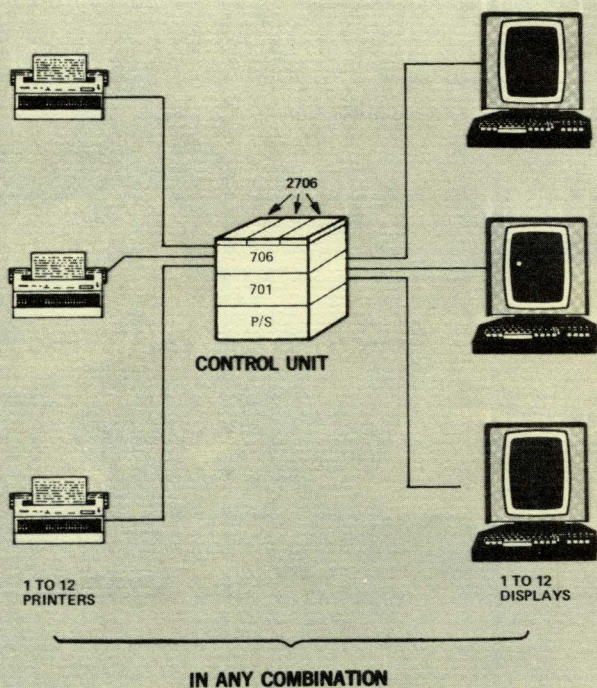 2706
706
701
P/S
CONTROL UNIT
1 TO 12
PRINTERS
1 TO 12
DISPLAYS
IN ANY COMBINATION